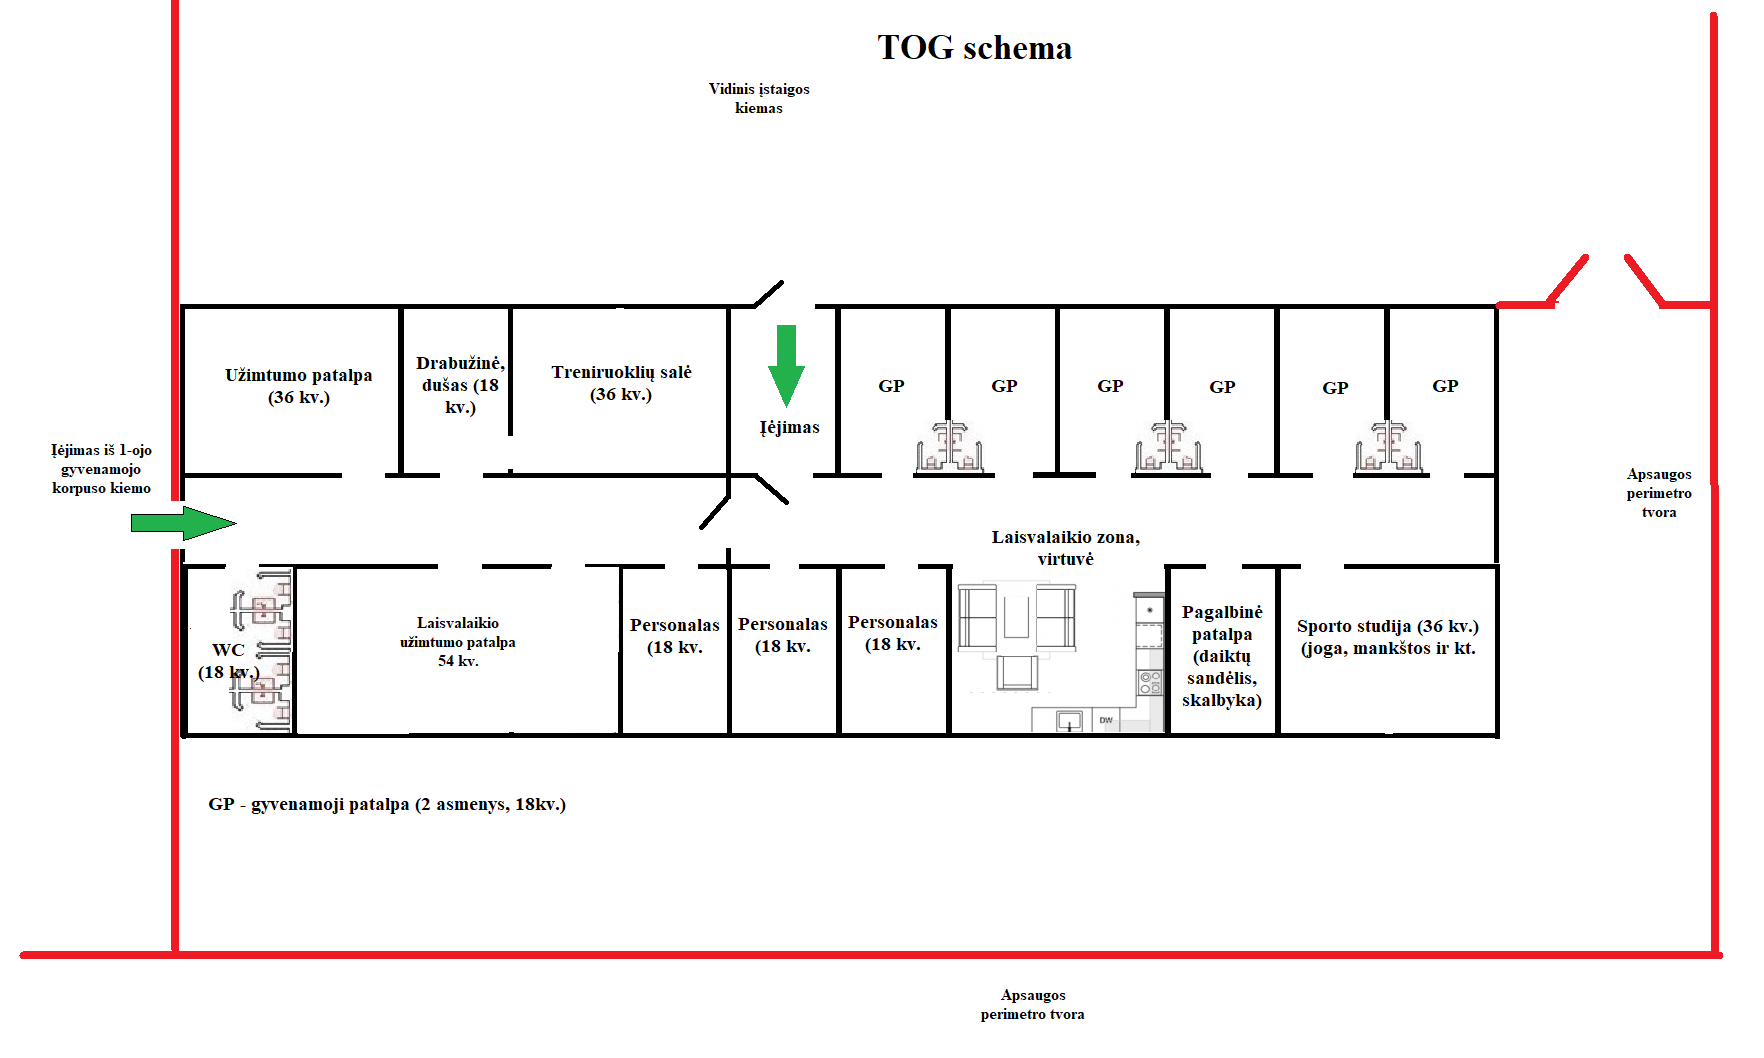 TOG schema
Vidinis įstaigos
kiemas
Užimtumo patalpa
(36 kv.)
Drabužinė,
dušas (18
kv.)
Treniruoklių salė
(36 kv.)
Įėjimas
GP
GP
GP
GP
GP
GP
Įėjimas iš 1-ojo
gyvenamojo
korpuso kiemo
Apsaugos
perimetro
tvora
Laisvalaikio zona,
virtuvė
WC
(18 kv.)
Laisvalaikio
užimtumo patalpa
54 kv.
Personalas
(18 kv.
Personalas
(18 kv.
Personalas
(18 kv.
DW
Pagalbinė
patalpa
(daiktų
sandėlis,
skalbyka)
Sporto studija (36 kv.)
(joga, mankštos ir kt.
GP - gyvenamoji patalpa (2 asmenys, 18kv.)
Apsaugos
perimetro tvora